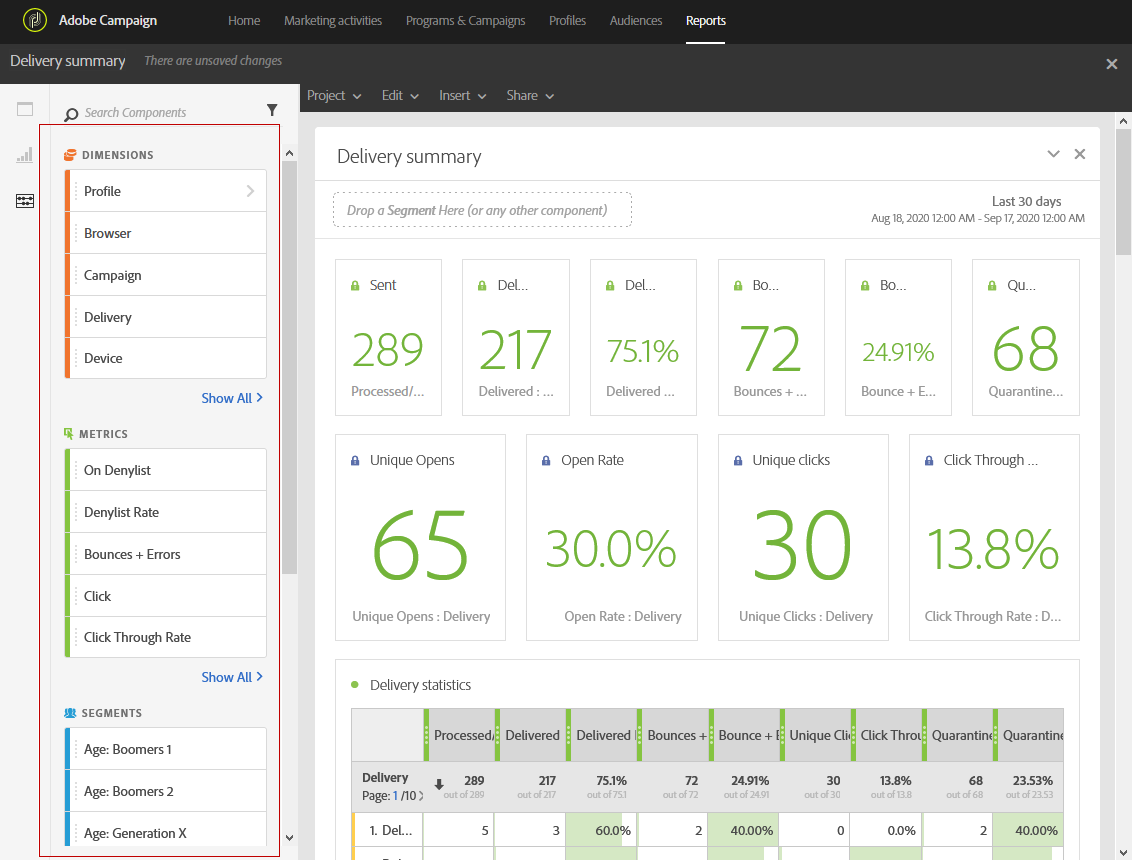 Adobe Campaign
Home Marketing activities Programs & Campaigns Profiles Audiences Reports
Delivery summary There are unsaved changes
Project Edit Insert Share
Search Components
DIMENSIONS
Profile
Browser
Campaign
Delivery
Device
Show All
METRICS
On Denylist
Denylist Rate
Bounces + Errors
Click
Click Through Rate
Show All
SEGMENTS
Age: Boomers 1
Age: Boomers 2
Age: Generation X
Delivery summary
Drop a Segment Here (or any other component)
Last 30 days
Aug 18, 2020 12:00 AM - Sep 17, 2020 12:00 AM
Sent Del... Del... Bo... Bo... Qu...
289 217 75.1% 72 24.91% 68
Processed/... Delivered : ... Delivered ... Bounces + ... Bounce + E... Quarantine...
Unique Opens Open Rate Unique clicks Click Through ...
65 30.0% 30 13.8%
Unique Opens : Delivery Open Rate : Delivery Unique Clicks : Delivery Click Through Rate : D...
Delivery statistics
Processed/ Delivered Delivered Bounces + Bounce + E Unique Clic Click Throu Quarantine Quarantine
Delivery 289 217 75.1% 72 24.91% 30 13.8% 68 23.53%
Page: 1 /10 out of 289 out of 217 out of 75.1 out of 72 out of 24.91 out of 30 out of 13.8 out of 68 out of 23.53
1. Del... 5 3 60.0% 2 40.00% 0 0.0% 2 40.00%